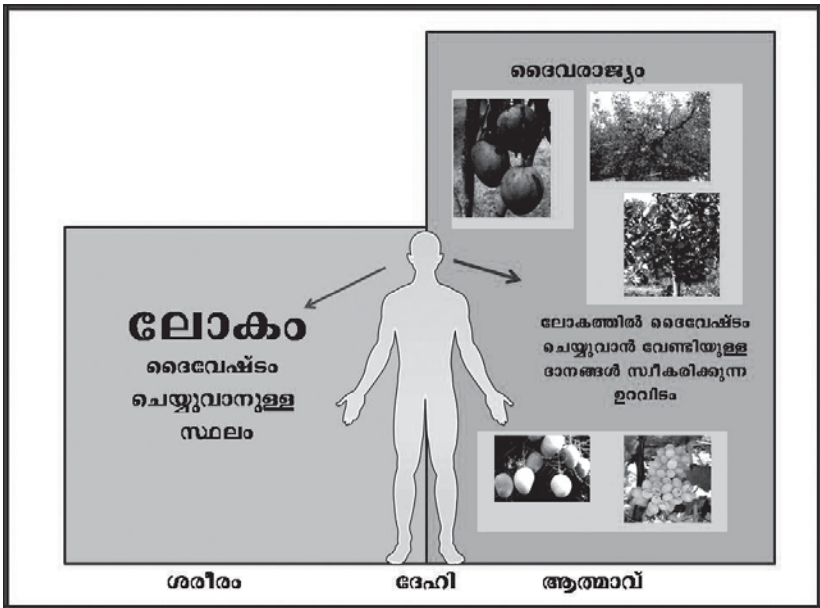 ദൈവരാജ്യം
ലോകം
ദൈവേഷ്ടം
ചെയ്യുവാനുള്ള
സ്ഥലം
ലോകത്തിൽ ദൈവേഷ്ടം
ചെയ്യുവാൻ വേണ്ടിയുള്ള
ദാനങ്ങൾ സ്വീകരിക്കുന്ന
ഉറവിടം
ശരീരം ദേഹി ആത്മാവ്